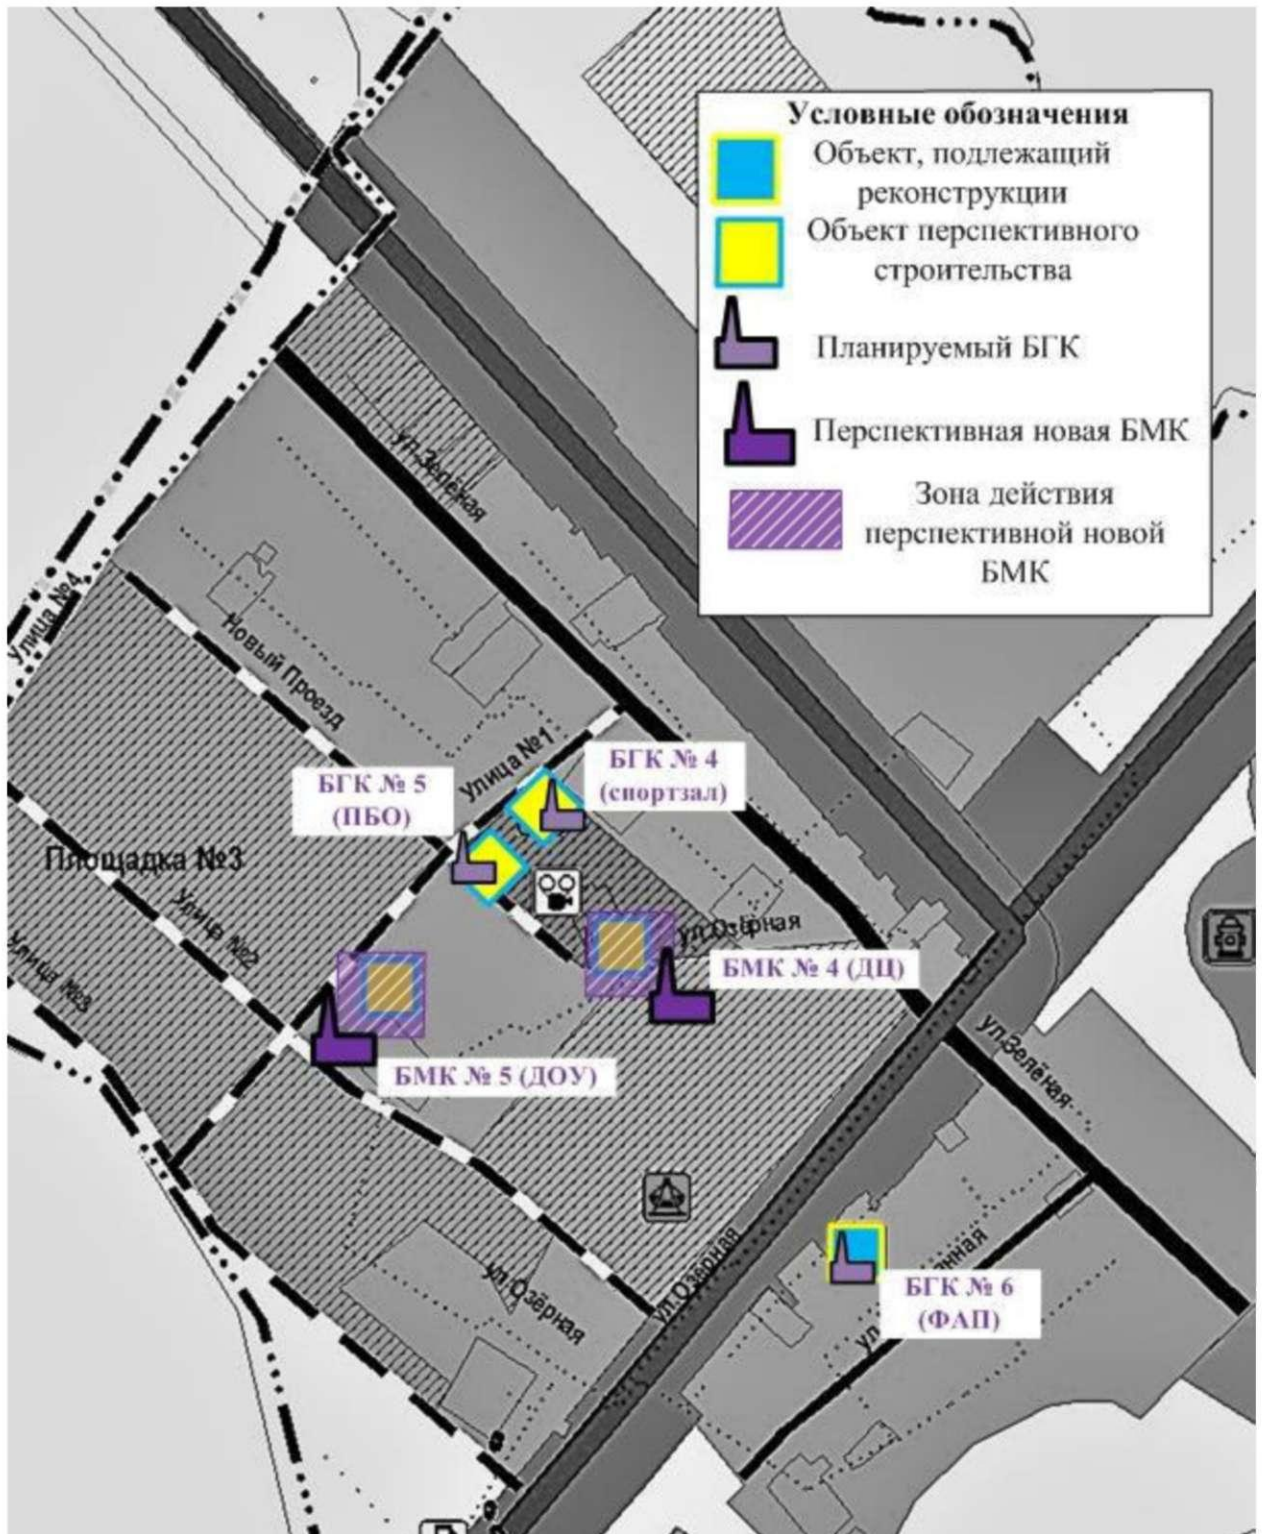 Условные обозначения
Объект, подлежащий
реконструкции
Объект перспективного
строительства
Планируемый БГК
Перспективная новая БМК
Зона действия
перспективной новой
БМК
ул.Зелёная
Улица №4
Новый Проезд
Улица №1
БГК № 4
(спортзал)
БГК № 5
(ПБО)
Площадка №3
Улица №2
Улица №3
ул.Озёрная
БМК № 4 (ДЦ)
БМК № 5 (ДОУ)
ул.Зелёная
ул.Озёрная
ул.Озёрная
БГК № 6
(ФАП)